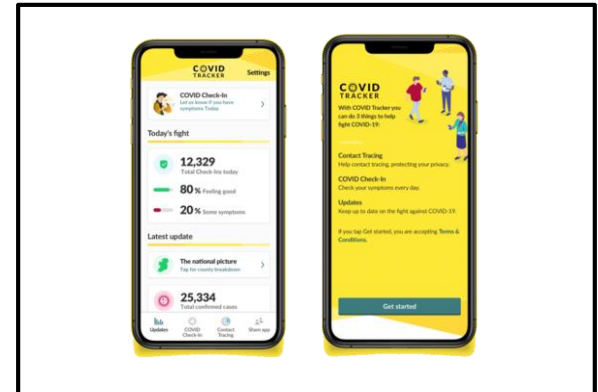 COVID
TRACKER
Settings
COVID Check-In
Let us know if you have
symptoms Today
Today's fight
12,329
Total Check-Ins today
80% Feeling good
20% Some symptoms
Latest update
The national picture
Tap for county breakdown
25,334
Total confirmed cases
Updates
COVID
Check-In
Contact
Tracing
Share app
COVID
TRACKER
With COVID Tracker you
can do 3 things to help
fight COVID-19:
Contact Tracing
Help contact tracing, protecting your privacy.
COVID Check-In
Check your symptoms every day.
Updates
Keep up to date on the fight against COVID-19.
If you tap Get started, you are accepting Terms &
Conditions.
Get started